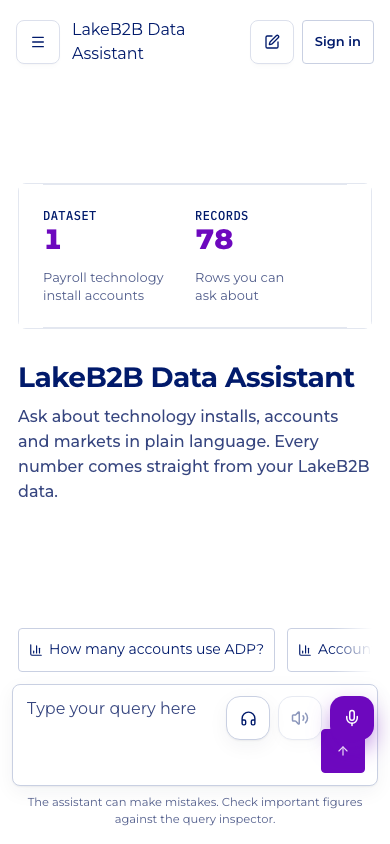 LakeB2B Data
Assistant
Sign in
DATASET
1
Payroll technology
install accounts
RECORDS
78
Rows you can
ask about
LakeB2B Data Assistant
Ask about technology installs, accounts
and markets in plain language. Every
number comes straight from your LakeB2B
data.
How many accounts use ADP?
Type your query here
The assistant can make mistakes. Check important figures
against the query inspector.